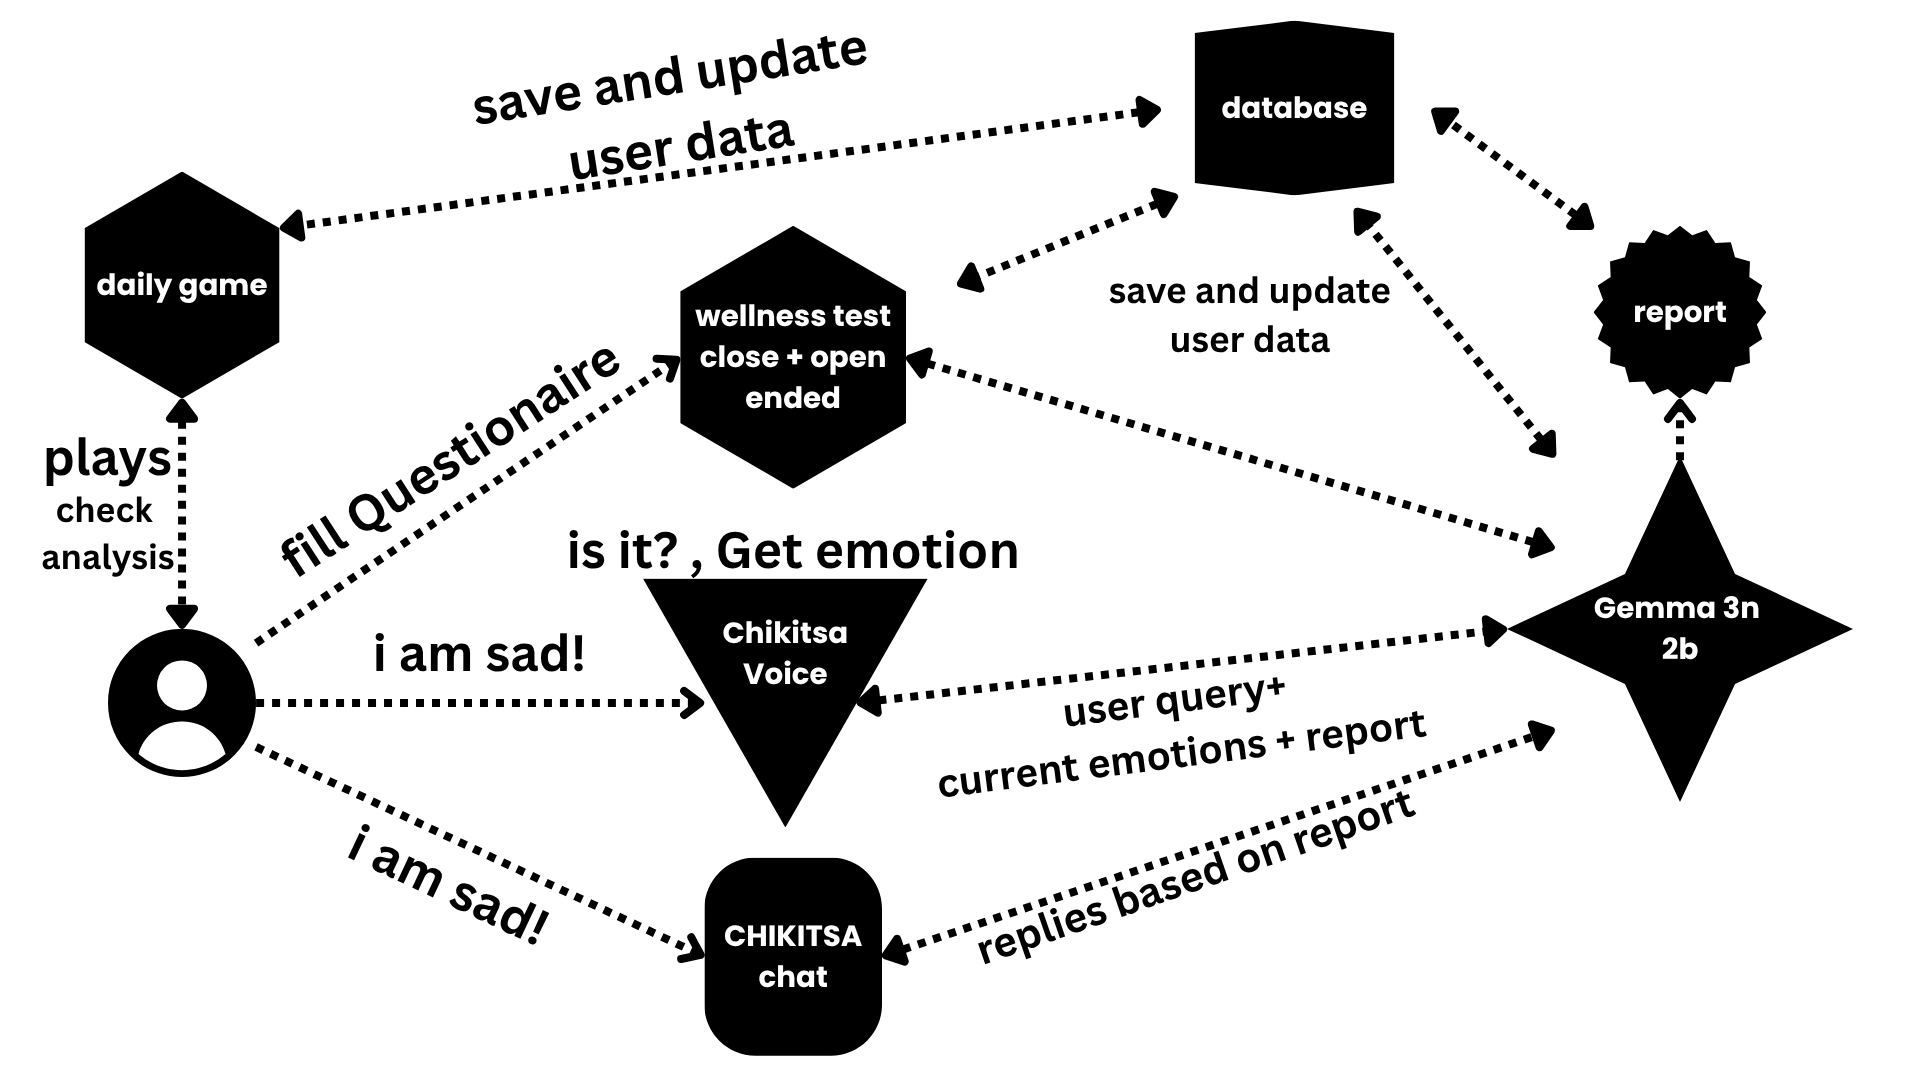 save and update
user data
database
daily game
wellness test
close + open
ended
save and update
user data
report
fill Questionaire
plays
check
analysis
is it? , Get emotion
Chikitsa
Voice
Gemma 3n
2b
i am sad!
user query+
current emotions + report
i am sad!
replies based on report
CHIKITSA
chat